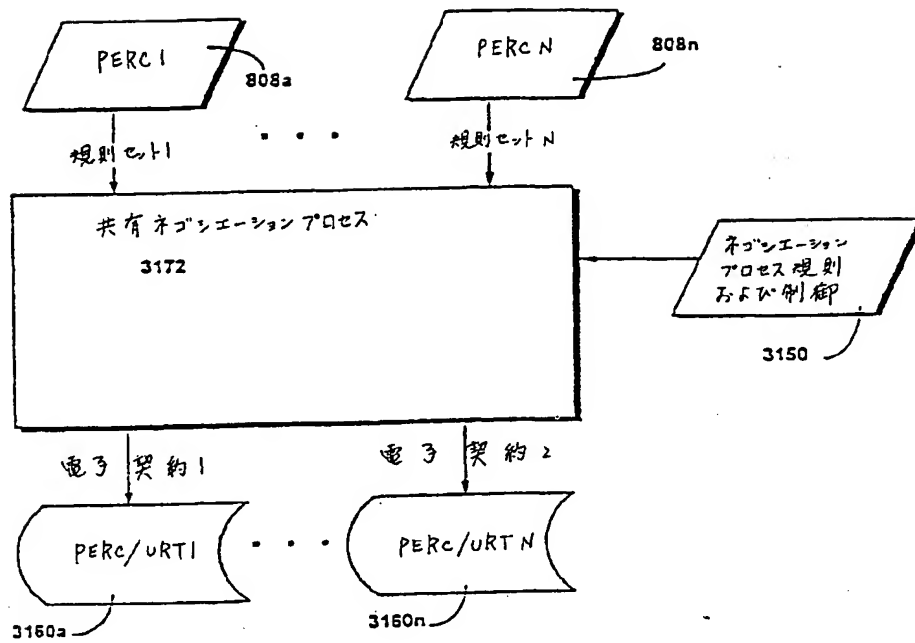 PERC 1
808a
PERC N
808n
規則セット1
規則セット N
共有ネゴシエーションプロセス
3172
ネゴシエーション
プロセス規則
および制御
3150
電子契約1
電子契約2
PERC/URT1
PERC/URT N
3160a
3160n